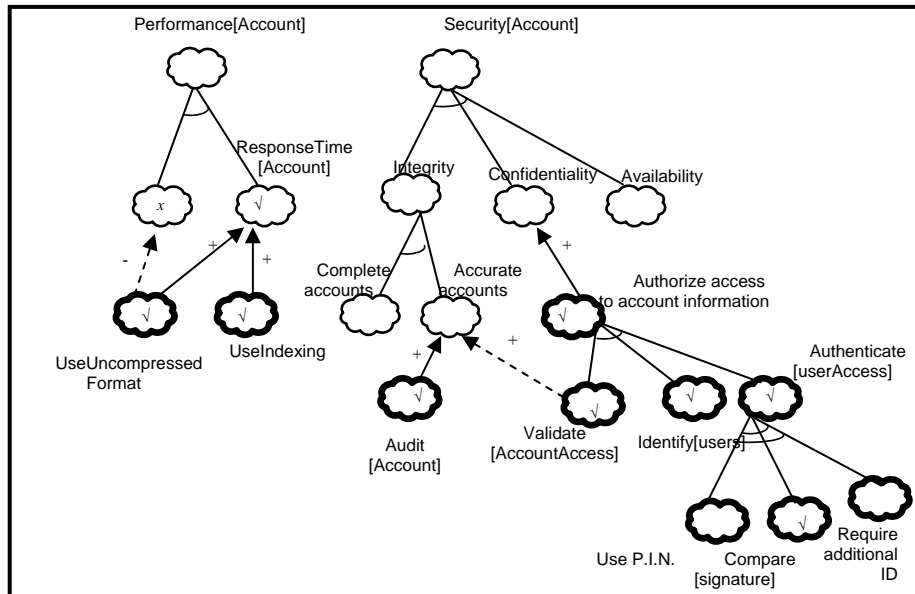 Performance[Account]
Security[Account]
ResponseTime
[Account]
Integrity
Confidentiality
Availability
x
√
-
+
+
+
Complete
accounts
Accurate
accounts
Authorize access
to account information
√
√
√
UseUncompressed
Format
UseIndexing
+
+
Authenticate
[userAccess]
√
√
√
√
Audit
[Account]
Validate
[AccountAccess]
Identify[users]
√
Use P.I.N.
Compare
[signature]
Require
additional
ID